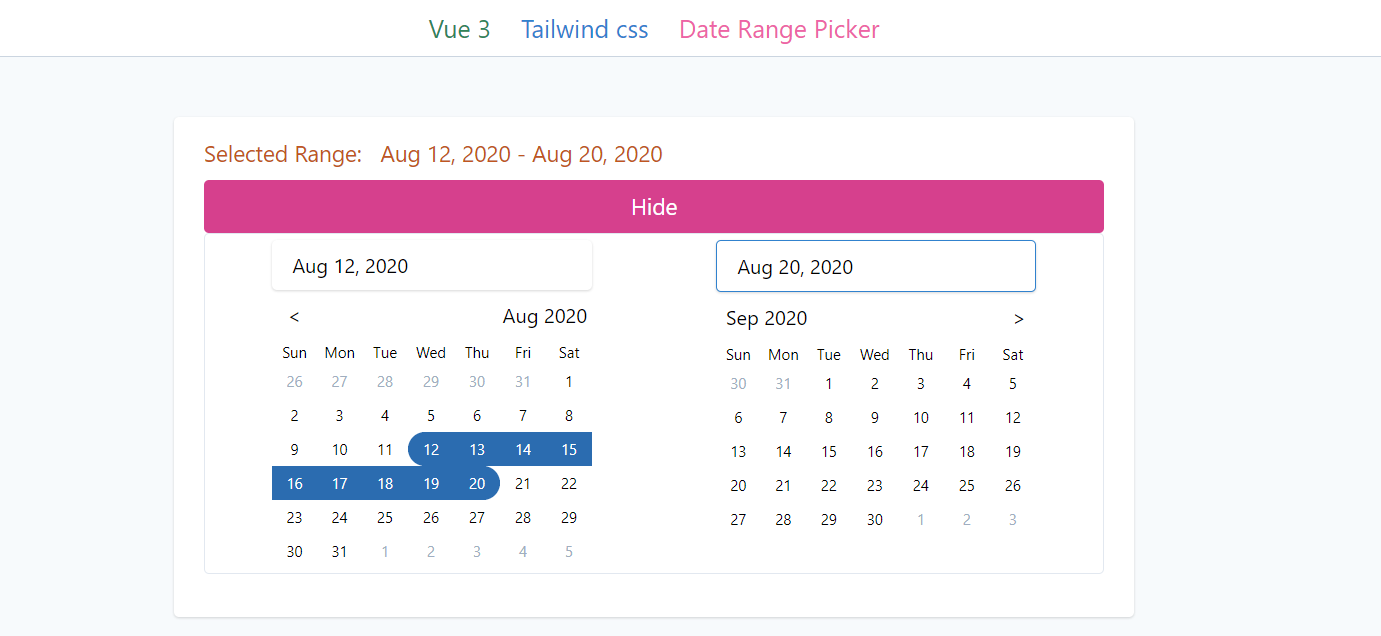 Vue 3 Tailwind css Date Range Picker
Selected Range: Aug 12, 2020 - Aug 20, 2020
Hide
Aug 12, 2020
< Aug 2020
Sun Mon Tue Wed Thu Fri Sat
26 27 28 29 30 31 1
2 3 4 5 6 7 8
9 10 11 12 13 14 15
16 17 18 19 20 21 22
23 24 25 26 27 28 29
30 31 1 2 3 4 5
Aug 20, 2020
Sep 2020 >
Sun Mon Tue Wed Thu Fri Sat
30 31 1 2 3 4 5
6 7 8 9 10 11 12
13 14 15 16 17 18 19
20 21 22 23 24 25 26
27 28 29 30 1 2 3